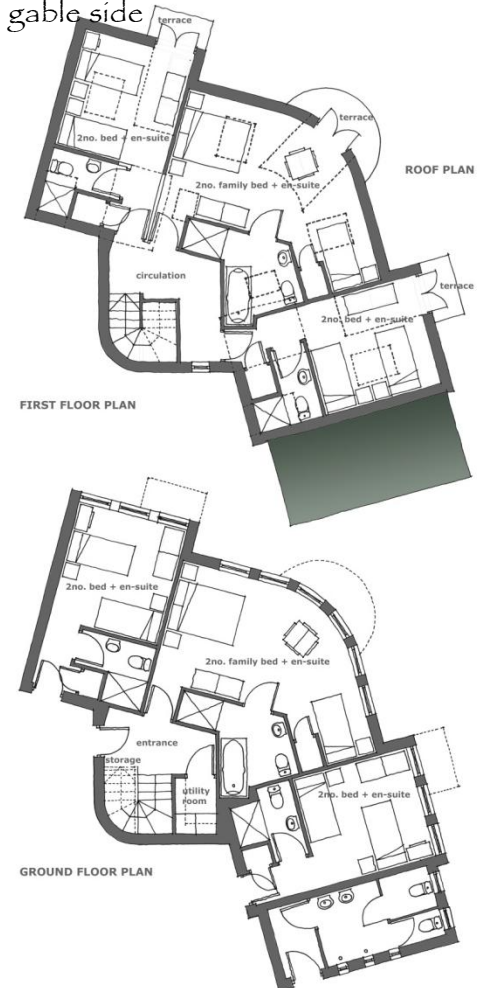 gable side
terrace
terrace
2no. bed + en-suite
ROOF PLAN
2no. family bed + en-suite
circulation
terrace
2no. bed + en-suite
FIRST FLOOR PLAN
2no. bed + en-suite
2no. family bed + en-suite
entrance
storage
utility
room
2no. bed + en-suite
GROUND FLOOR PLAN